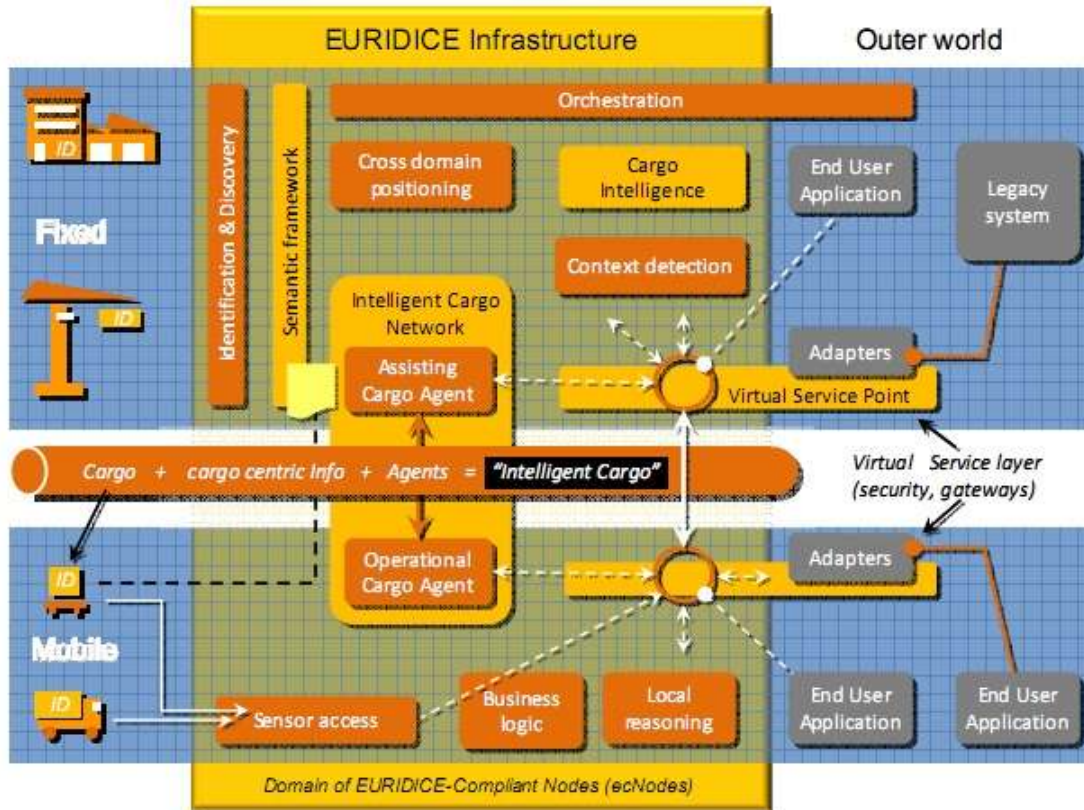 EURIDICE Infrastructure
Outer world
Orchestration
ID
Fixed
ID
Identification & Discovery
Semantic framework
Cross domain
positioning
Cargo
Intelligence
End User
Application
Legacy
system
Context detection
Intelligent Cargo
Network
Assisting
Cargo Agent
Adapters
Virtual Service Point
Cargo + cargo centric Info + Agents = "Intelligent Cargo"
Virtual Service layer
(security, gateways)
Operational
Cargo Agent
Adapters
ID
Mobile
ID
Sensor access
Business
logic
Local
reasoning
End User
Application
End User
Application
Domain of EURIDICE-Compliant Nodes (ecNodes)